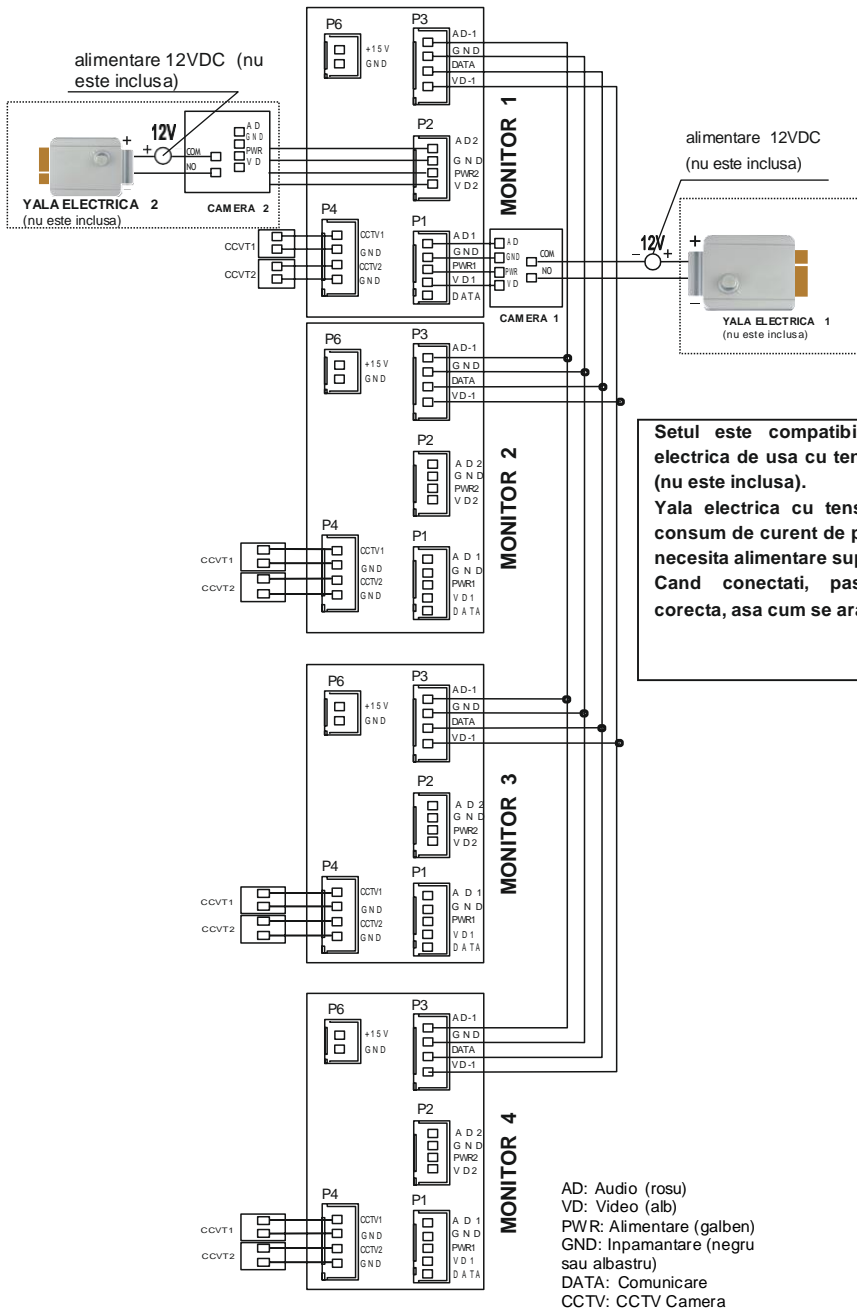 alimentare 12VDC (nu
este inclusa)
12V
+
+
−
COM
NO
AD
GND
PWR
VD
YALA ELECTRICA 2
(nu este inclusa)
CAMERA 2
P6
+15V
GND
P3
AD-1
GND
DATA
VD-1
P2
AD2
GND
PWR2
VD2
P4
CCTV1
GND
CCTV2
GND
CCVT1
CCVT2
P1
AD1
GND
PWR1
VD1
DATA
MONITOR 1
AD
GND
PWR
VD
COM
NO
CAMERA 1
alimentare 12VDC
(nu este inclusa)
12V
−
+
+
−
YALA ELECTRICA 1
(nu este inclusa)
P6
+15V
GND
P3
AD-1
GND
DATA
VD-1
P2
AD2
GND
PWR2
VD2
P4
CCTV1
GND
CCTV2
GND
CCVT1
CCVT2
P1
AD1
GND
PWR1
VD1
DATA
MONITOR 2
Setul este
electrica de usa cu
(nu este inclusa).
Yala electrica cu
consum de curent de
necesita alimentare
Cand conectati,
corecta, asa cum se
P6
+15V
GND
P3
AD-1
GND
DATA
VD-1
P2
AD2
GND
PWR2
VD2
P4
CCTV1
GND
CCTV2
GND
CCVT1
CCVT2
P1
AD1
GND
PWR1
VD1
DATA
MONITOR 3
P6
+15V
GND
P3
AD-1
GND
DATA
VD-1
P2
AD2
GND
PWR2
VD2
P4
CCTV1
GND
CCTV2
GND
CCVT1
CCVT2
P1
AD1
GND
PWR1
VD1
DATA
MONITOR 4
AD: Audio (rosu)
VD: Video (alb)
PWR: Alimentare (galben)
GND: Inpamantare (negru
sau albastru)
DATA: Comunicare
CCTV: CCTV Camera